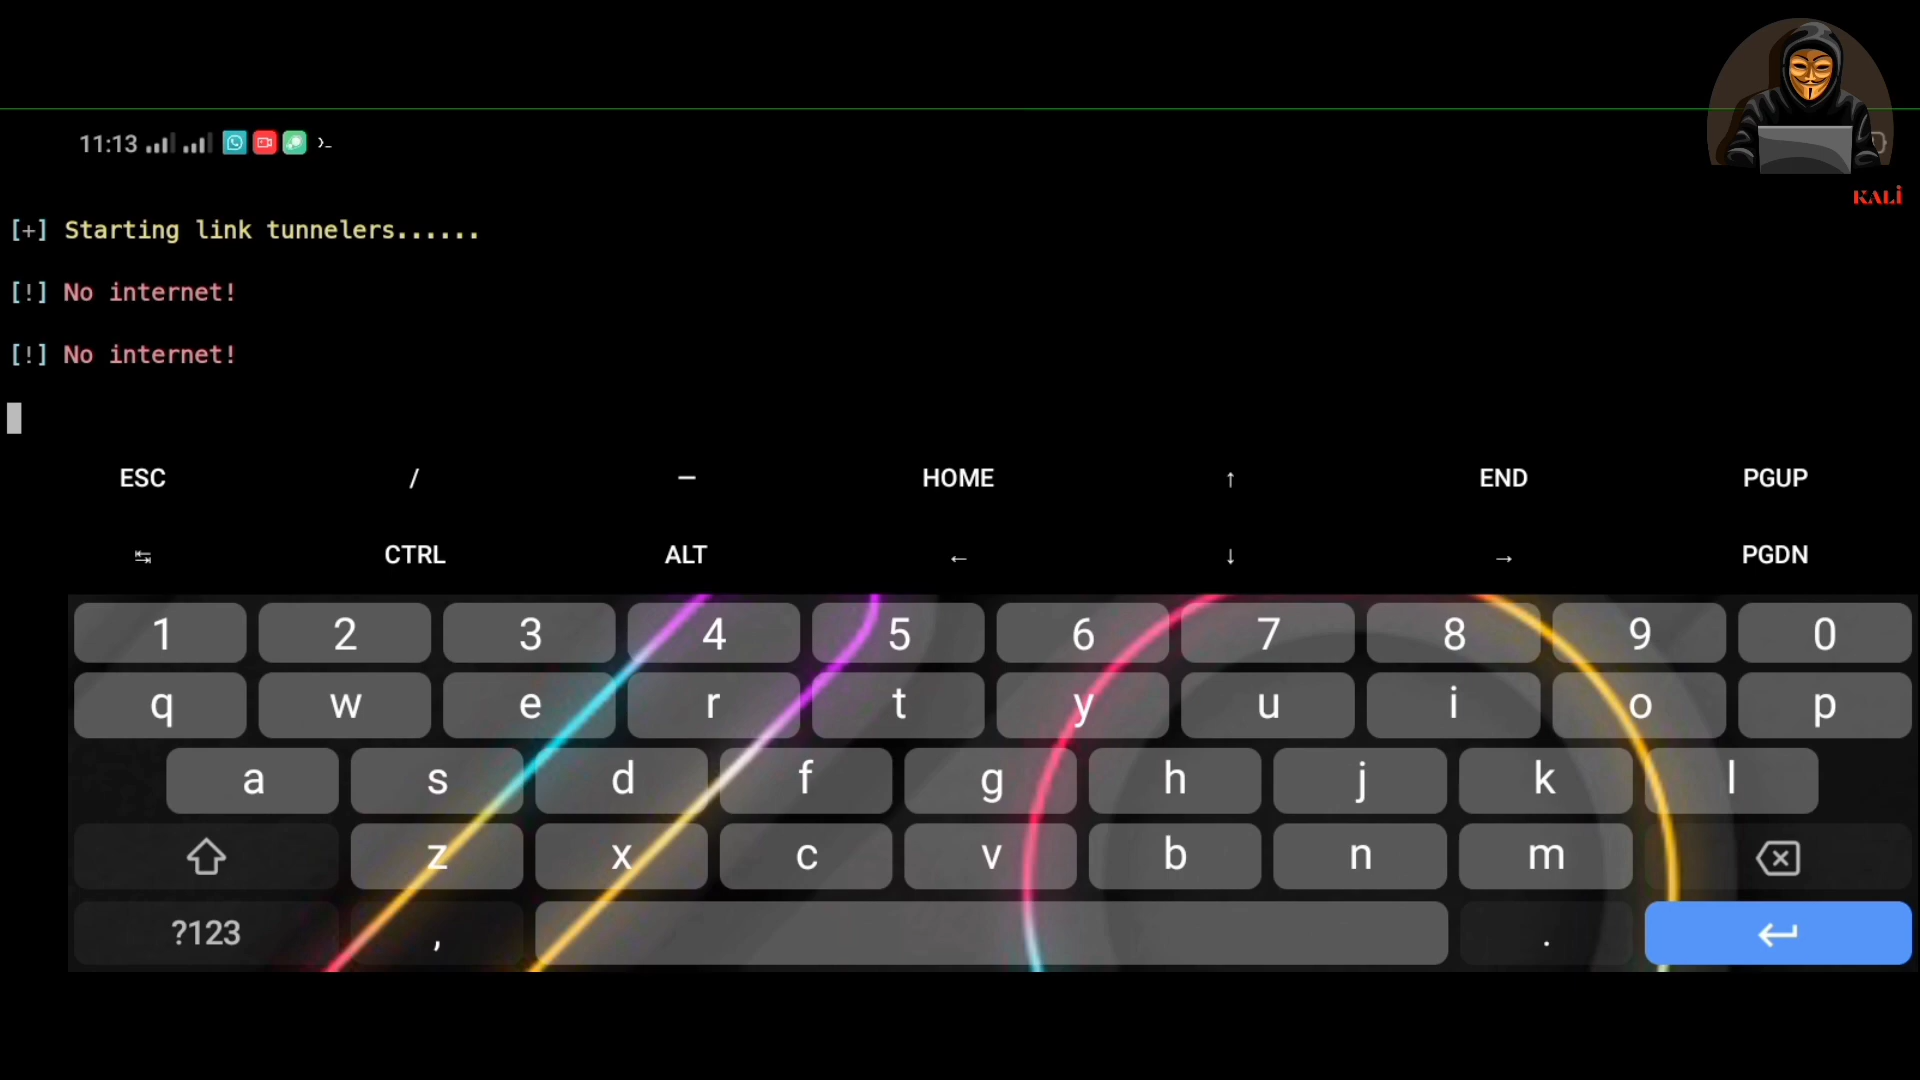 11:13
KALI
[+] Starting link tunnelers......
[!] No internet!
[!] No internet!
ESC / — HOME ↑ END PGUP
↹ CTRL ALT ← ↓ → PGDN
1 2 3 4 5 6 7 8 9 0
q w e r t y u i o p
a s d f g h j k l
z x c v b n m
?123 , .